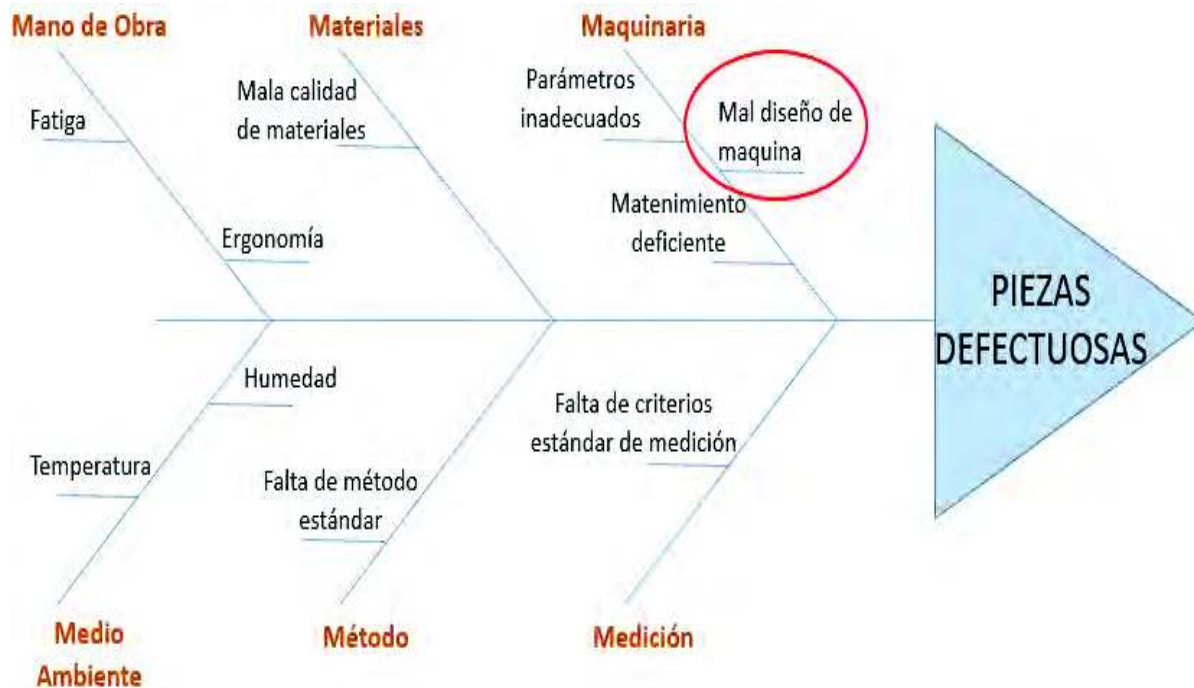 Mano de Obra
Materiales
Maquinaria
Fatiga
Ergonomía
Mala calidad
de materiales
Parámetros
inadecuados
Mal diseño de
maquina
Matenimiento
deficiente
PIEZAS
DEFECTUOSAS
Humedad
Temperatura
Falta de método
estándar
Falta de criterios
estándar de medición
Medio
Ambiente
Método
Medición